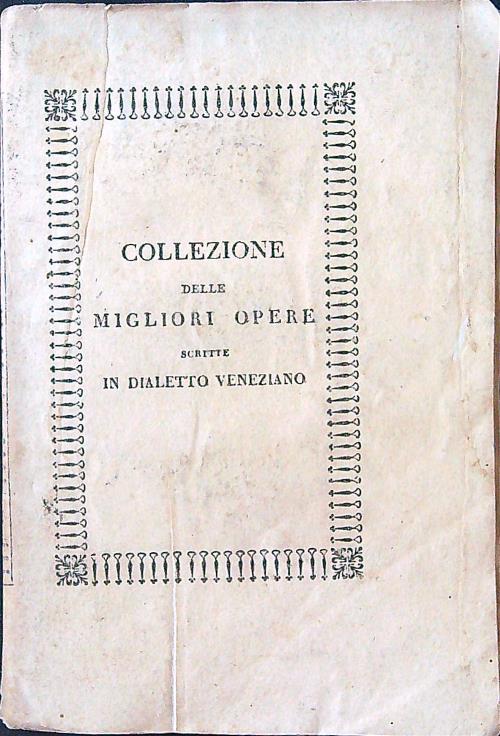 COLLEZIONE
DELLE
MIGLIORI OPERE
SCRITTE
IN DIALETTO VENEZIANO